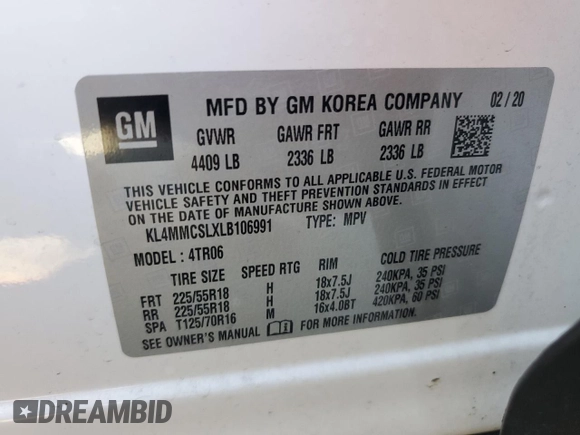 GM
MFD BY GM KOREA COMPANY 02/20
GVWR GAWR FRT GAWR RR
4409 LB 2336 LB 2336 LB
THIS VEHICLE CONFORMS TO ALL APPLICABLE U.S. FEDERAL MOTOR
VEHICLE SAFETY AND THEFT PREVENTION STANDARDS IN EFFECT
ON THE DATE OF MANUFACTURE SHOWN ABOVE.
KL4MMCSLXLB106991 TYPE: MPV
MODEL: 4TR06
TIRE SIZE SPEED RTG RIM COLD TIRE PRESSURE
FRT 225/55R18 H 18x7.5J 240KPA, 35 PSI
RR 225/55R18 H 18x7.5J 240KPA, 35 PSI
SPA T125/70R16 M 16x4.0BT 420KPA, 60 PSI
SEE OWNER'S MANUAL FOR MORE INFORMATION.
DREAMBID